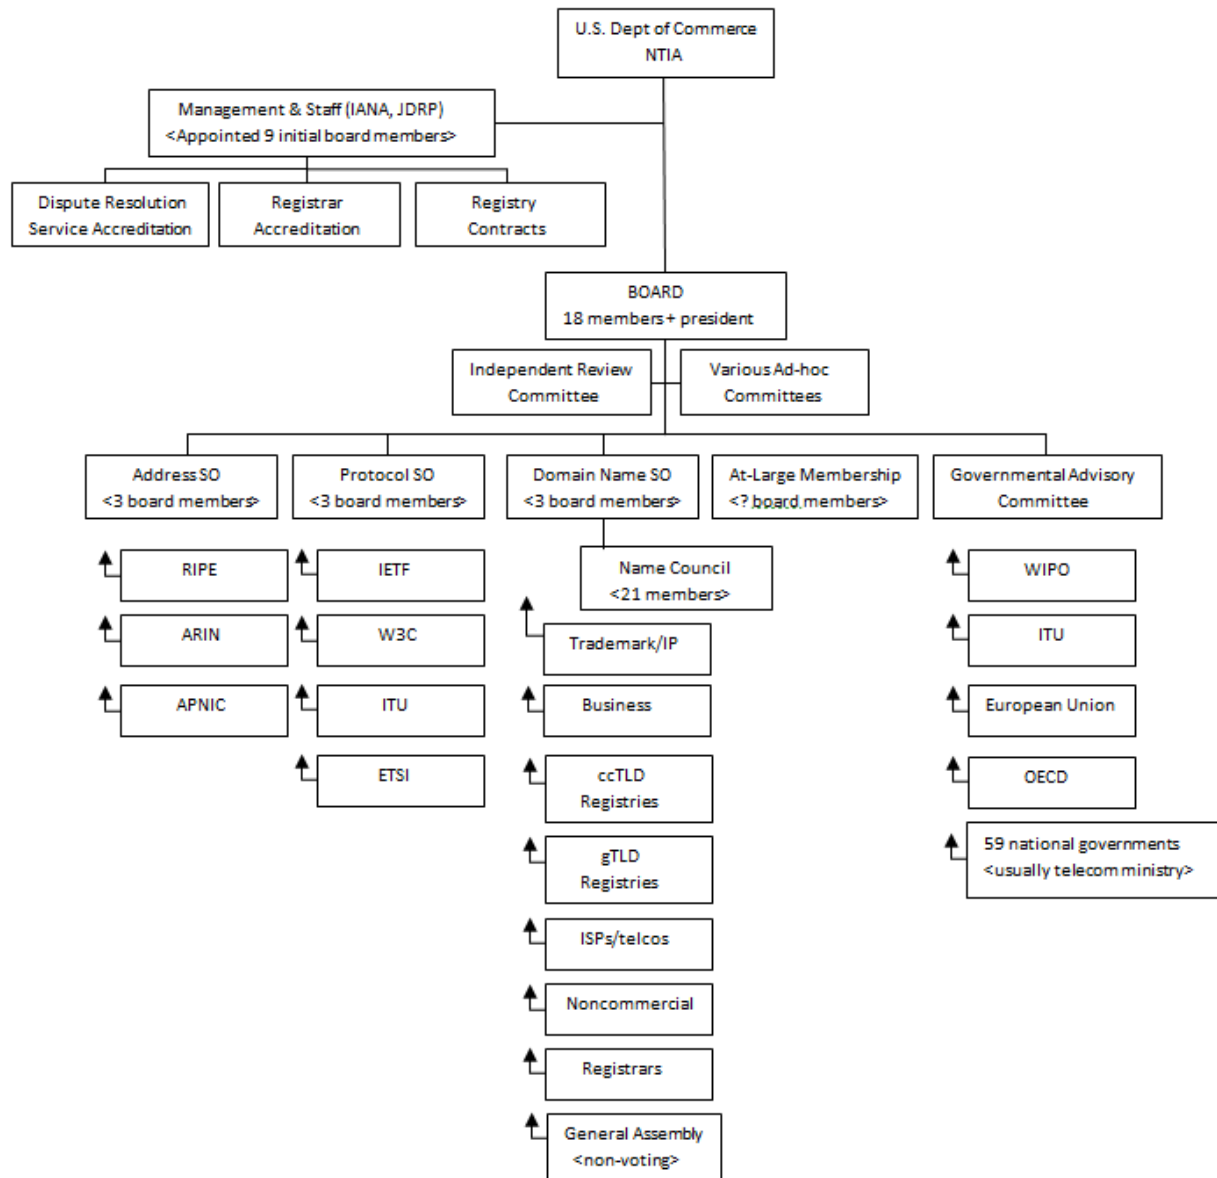 U.S. Dept of Commerce
NTIA
Management & Staff (IANA, JDRP)
<Appointed 9 initial board members>
Dispute Resolution
Service Accreditation
Registrar
Accreditation
Registry
Contracts
BOARD
18 members + president
Independent Review
Committee
Various Ad-hoc
Committees
Address SO
<3 board members>
Protocol SO
<3 board members>
Domain Name SO
<3 board members>
At-Large Membership
<? board members>
Governmental Advisory
Committee
RIPE
ARIN
APNIC
IETF
W3C
ITU
ETSI
Name Council
<21 members>
Trademark/IP
Business
ccTLD
Registries
gTLD
Registries
ISPs/telcos
Noncommercial
Registrars
General Assembly
<non-voting>
WIPO
ITU
European Union
OECD
59 national governments
<usually telecom ministry>